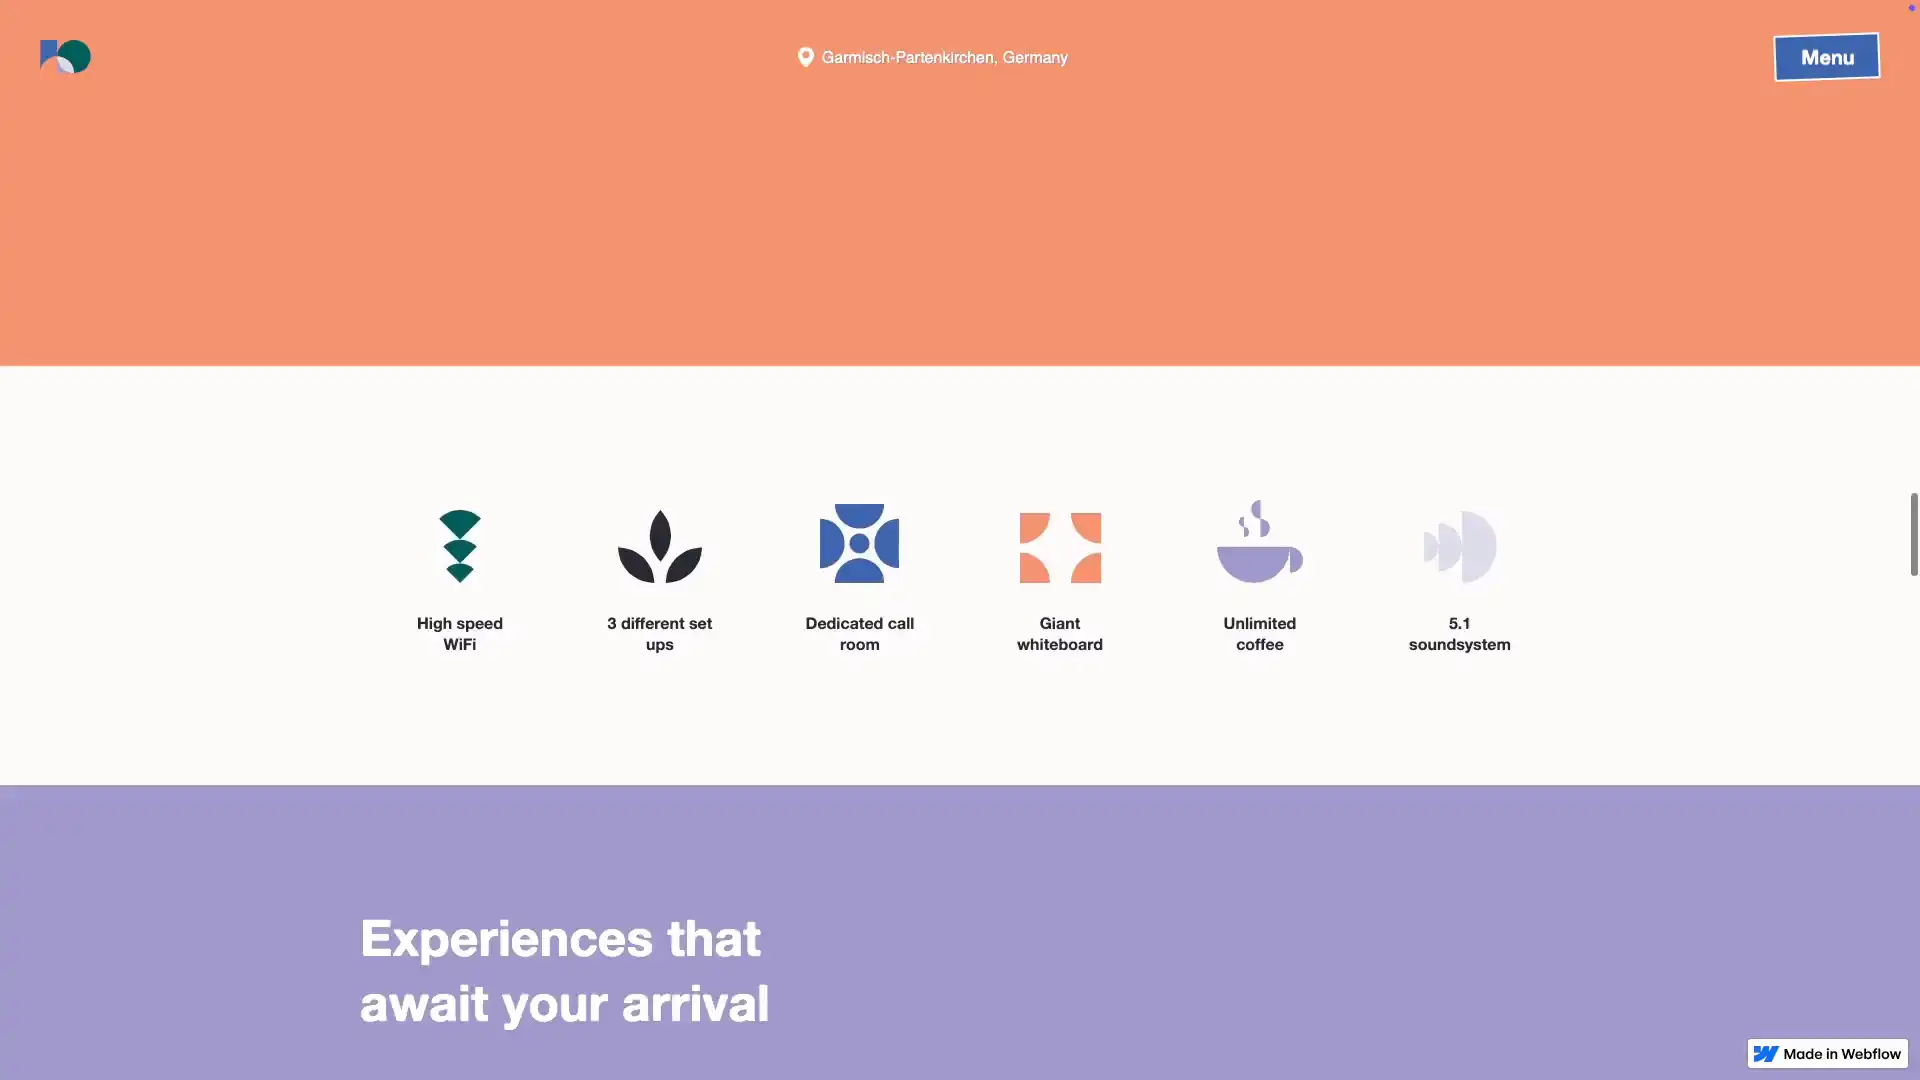 Garmisch-Partenkirchen, Germany
Menu
High speed
WiFi
3 different set
ups
Dedicated call
room
Giant
whiteboard
Unlimited
coffee
5.1
soundsystem
Experiences that
await your arrival
Made in Webflow